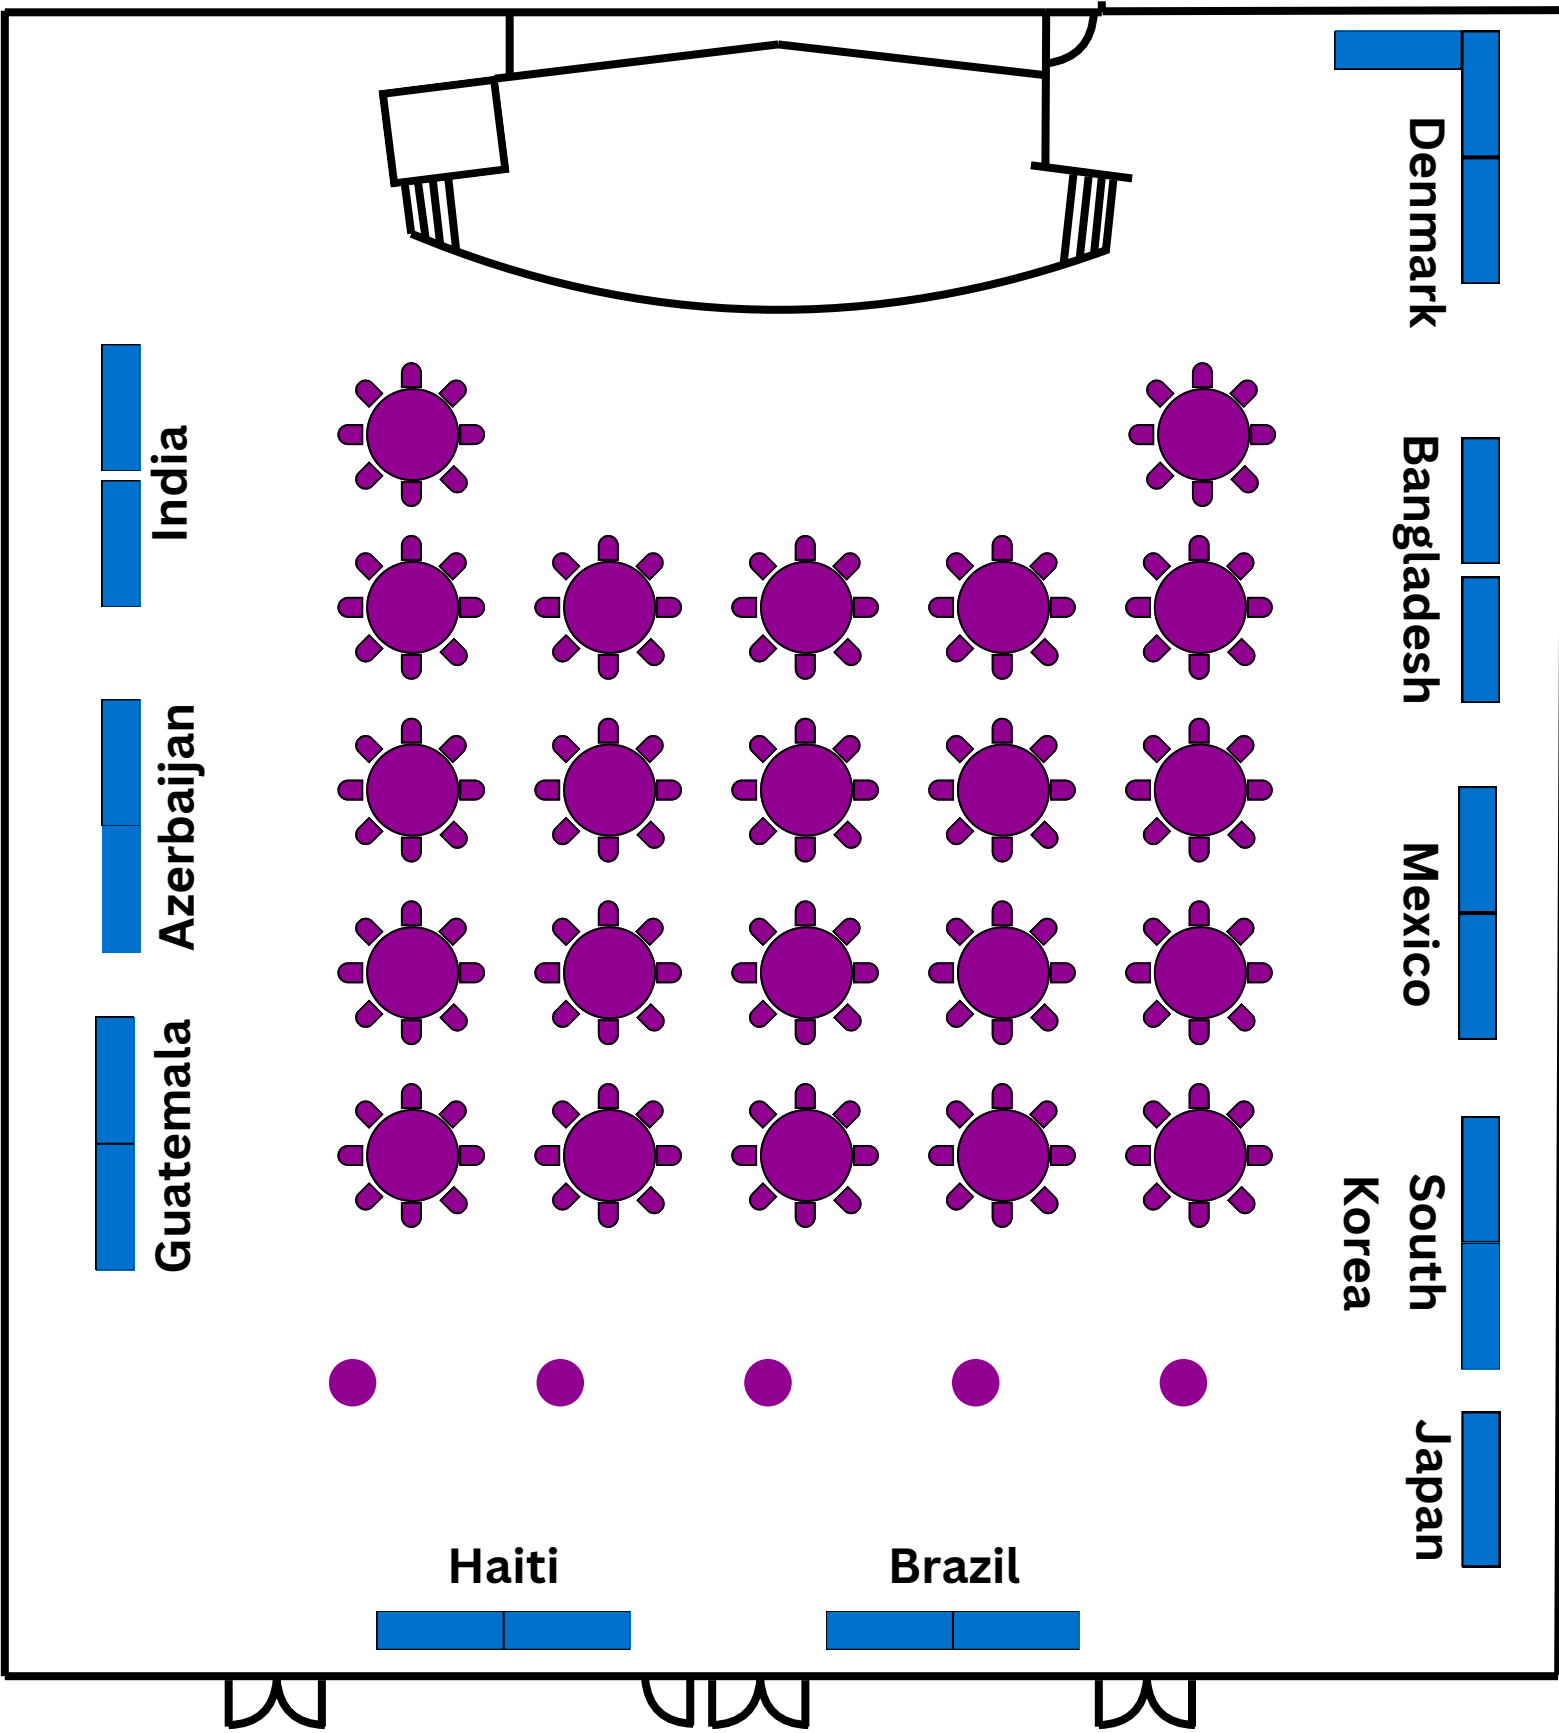 Denmark
India
Bangladesh
Azerbaijan
Mexico
Guatemala
South
Korea
Japan
Haiti
Brazil